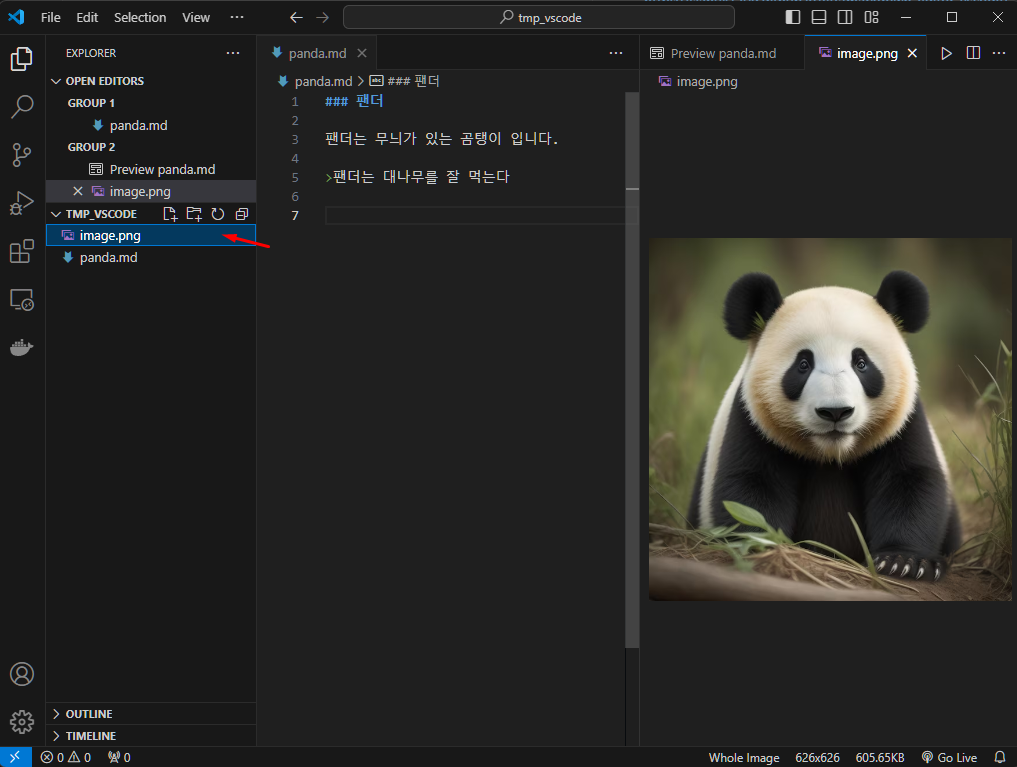 File Edit Selection View ··· tmp_vscode
EXPLORER ···
OPEN EDITORS
GROUP 1
panda.md
GROUP 2
Preview panda.md
image.png
TMP_VSCODE
image.png
panda.md
OUTLINE
TIMELINE
panda.md ···
panda.md > abc ### 팬더
1 ### 팬더
2
3 팬더는 무늬가 있는 곰탱이 입니다.
4
5 >팬더는 대나무를 잘 먹는다
6
7
Preview panda.md image.png ···
image.png
0 0 0 Whole Image 626x626 605.65KB Go Live